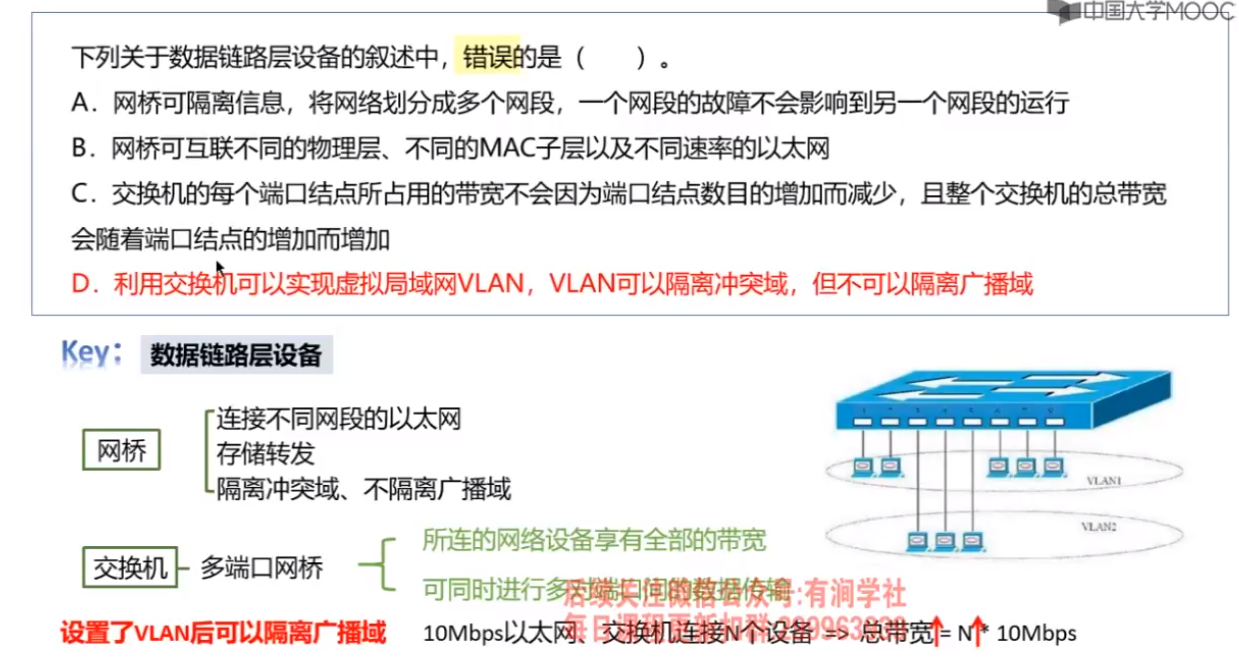 中国大学MOOC
下列关于数据链路层设备的叙述中，错误的是（ ）。
A．网桥可隔离信息，将网络划分成多个网段，一个网段的故障不会影响到另一个网段的运行
B．网桥可互联不同的物理层、不同的MAC子层以及不同速率的以太网
C．交换机的每个端口结点所占用的带宽不会因为端口结点数目的增加而减少，且整个交换机的总带宽
会随着端口结点的增加而增加
D．利用交换机可以实现虚拟局域网VLAN，VLAN可以隔离冲突域，但不可以隔离广播域
Key： 数据链路层设备
网桥
连接不同网段的以太网
存储转发
隔离冲突域、不隔离广播域
VLAN1
VLAN2
交换机 多端口网桥
所连的网络设备享有全部的带宽
可同时进行多对端口间的数据传输
后续关注微信公众号:有涧学社
每日课程更新扣群
设置了VLAN后可以隔离广播域 10Mbps以太网、交换机连接N个设备 => 总带宽 = N * 10Mbps